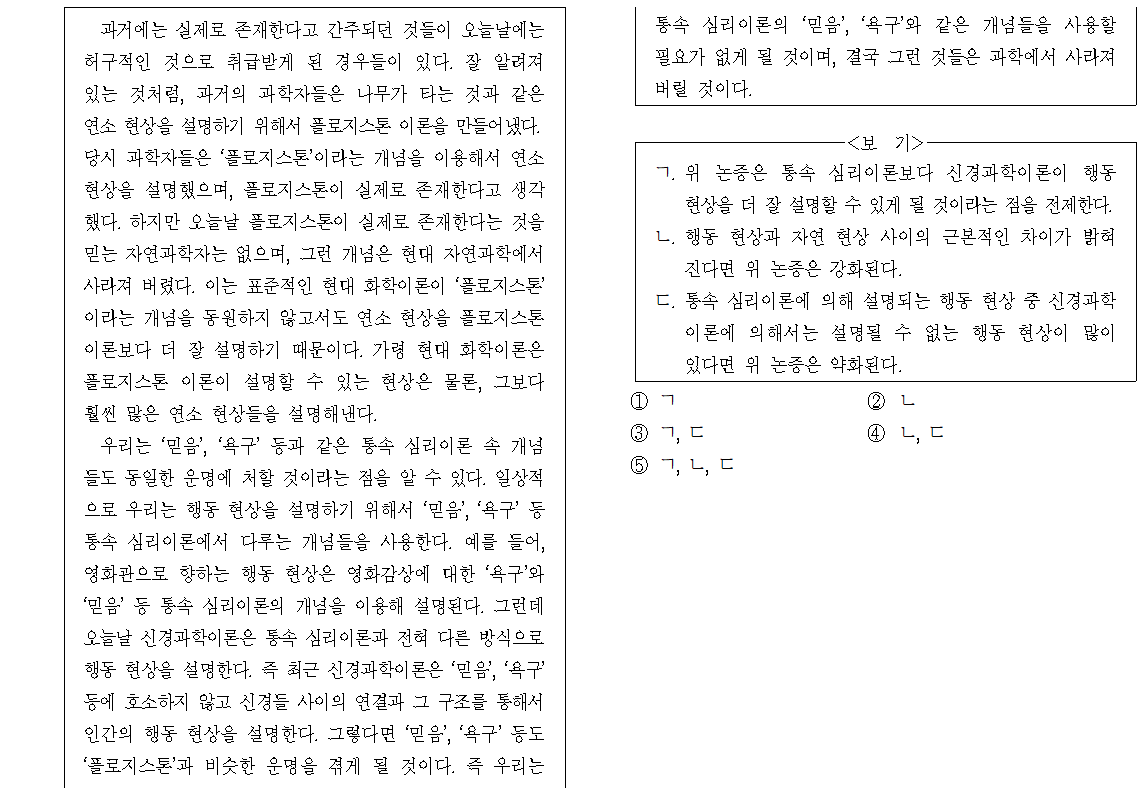 과거에는 실제로 존재한다고 간주되던 것들이 오늘날에는
허구적인 것으로 취급받게 된 경우들이 있다. 잘 알려져
있는 것처럼, 과거의 과학자들은 나무가 타는 것과 같은
연소 현상을 설명하기 위해서 플로지스톤 이론을 만들어냈다.
당시 과학자들은 ‘플로지스톤’이라는 개념을 이용해서 연소
현상을 설명했으며, 플로지스톤이 실제로 존재한다고 생각
했다. 하지만 오늘날 플로지스톤이 실제로 존재한다는 것을
믿는 자연과학자는 없으며, 그런 개념은 현대 자연과학에서
사라져 버렸다. 이는 표준적인 현대 화학이론이 ‘플로지스톤’
이라는 개념을 동원하지 않고서도 연소 현상을 플로지스톤
이론보다 더 잘 설명하기 때문이다. 가령 현대 화학이론은
플로지스톤 이론이 설명할 수 있는 현상은 물론, 그보다
훨씬 많은 연소 현상들을 설명해낸다.
우리는 ‘믿음’, ‘욕구’ 등과 같은 통속 심리이론 속 개념
들도 동일한 운명에 처할 것이라는 점을 알 수 있다. 일상적
으로 우리는 행동 현상을 설명하기 위해서 ‘믿음’, ‘욕구’ 등
통속 심리이론에서 다루는 개념들을 사용한다. 예를 들어,
영화관으로 향하는 행동 현상은 영화감상에 대한 ‘욕구’와
‘믿음’ 등 통속 심리이론의 개념을 이용해 설명된다. 그런데
오늘날 신경과학이론은 통속 심리이론과 전혀 다른 방식으로
행동 현상을 설명한다. 즉 최근 신경과학이론은 ‘믿음’, ‘욕구’
등에 호소하지 않고 신경들 사이의 연결과 그 구조를 통해서
인간의 행동 현상을 설명한다. 그렇다면 ‘믿음’, ‘욕구’ 등도
‘플로지스톤’과 비슷한 운명을 겪게 될 것이다. 즉 우리는
통속 심리이론의 ‘믿음’, ‘욕구’와 같은 개념들을 사용할
필요가 없게 될 것이며, 결국 그런 것들은 과학에서 사라져
버릴 것이다.
<보 기>
ㄱ. 위 논증은 통속 심리이론보다 신경과학이론이 행동
현상을 더 잘 설명할 수 있게 될 것이라는 점을 전제한다.
ㄴ. 행동 현상과 자연 현상 사이의 근본적인 차이가 밝혀
진다면 위 논증은 강화된다.
ㄷ. 통속 심리이론에 의해 설명되는 행동 현상 중 신경과학
이론에 의해서는 설명될 수 없는 행동 현상이 많이
있다면 위 논증은 약화된다.
① ㄱ ② ㄴ
③ ㄱ, ㄷ ④ ㄴ, ㄷ
⑤ ㄱ, ㄴ, ㄷ